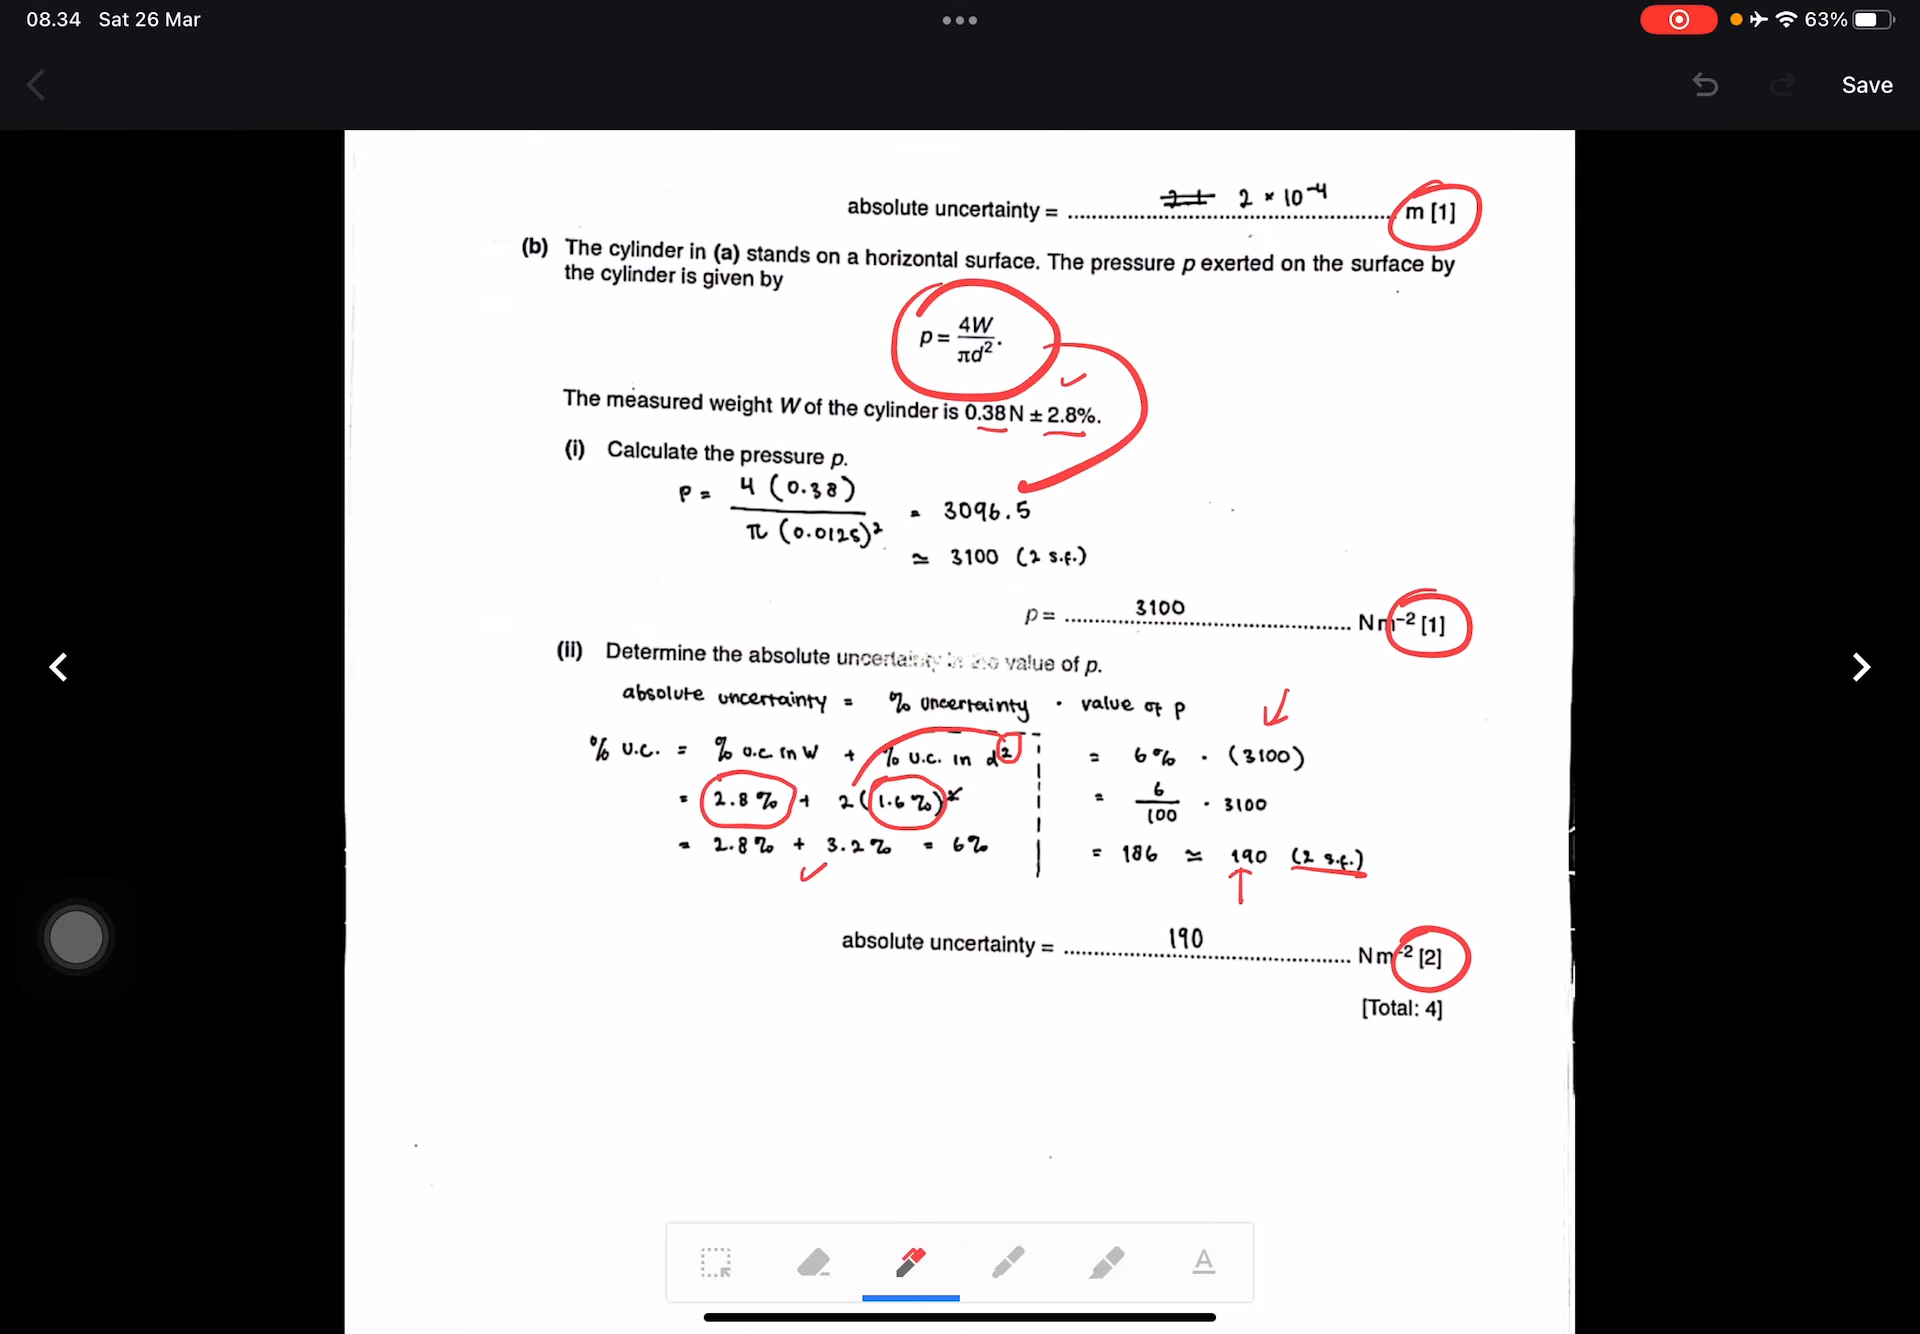 08.34 Sat 26 Mar
63%
Save
absolute uncertainty = 2 × 10⁻⁴ m [1]
(b) The cylinder in (a) stands on a horizontal surface. The pressure p exerted on the surface by
the cylinder is given by
p = 4W / πd².
The measured weight W of the cylinder is 0.38 N ± 2.8%.
(i) Calculate the pressure p.
P = 4 (0.38) / π (0.0125)² = 3096.5
≃ 3100 (2 s.f.)
p = 3100 N m⁻² [1]
(ii) Determine the absolute uncertainty in the value of p.
absolute uncertainty = % uncertainty · value of p
% u.c. = % u.c in W + % u.c. in d²
= 2.8% + 2 (1.6%)
= 2.8% + 3.2% = 6%
= 6% · (3100)
= 6/100 · 3100
= 186 ≃ 190 (2 s.f.)
absolute uncertainty = 190 N m⁻² [2]
[Total: 4]
A